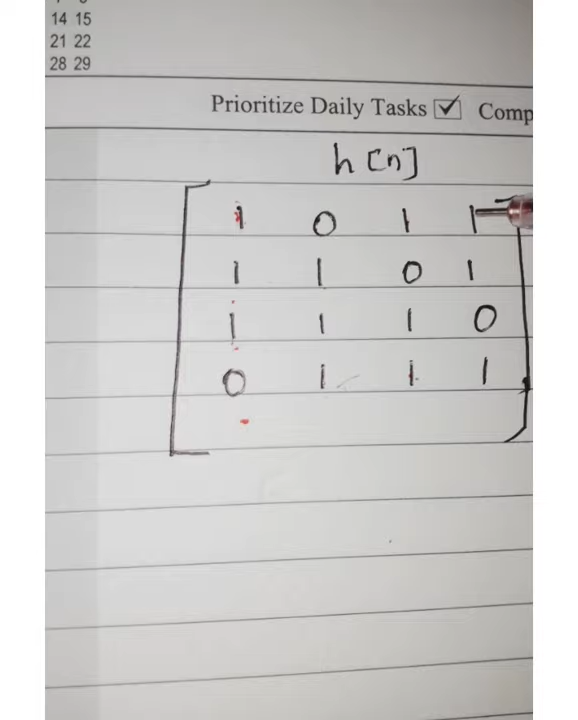 14 15
21 22
28 29
Prioritize Daily Tasks ☑ Comp
h[n]
1 0 1 1
1 1 0 1
1 1 1 0
0 1 1 1